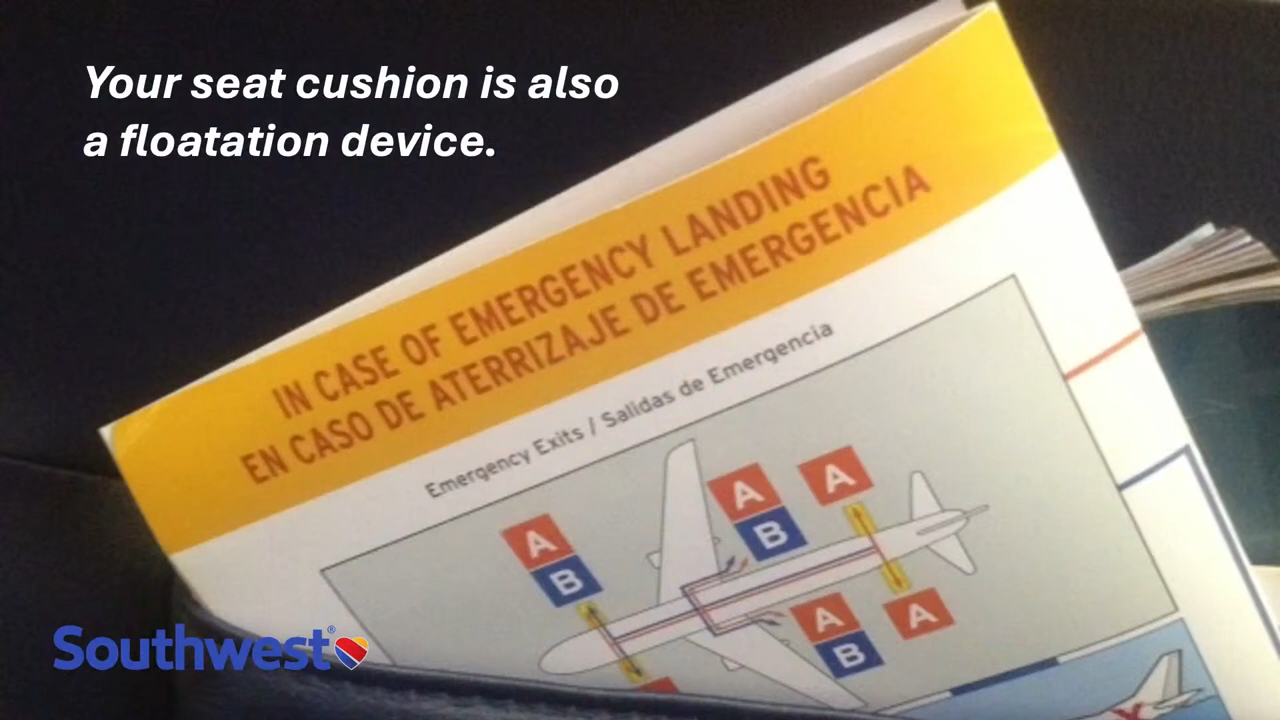 Your seat cushion is also
a floatation device.
IN CASE OF EMERGENCY LANDING
EN CASO DE ATERRIZAJE DE EMERGENCIA
Emergency Exits / Salidas de Emergencia
A
B
A
B
A
A
B
A
Southwest®